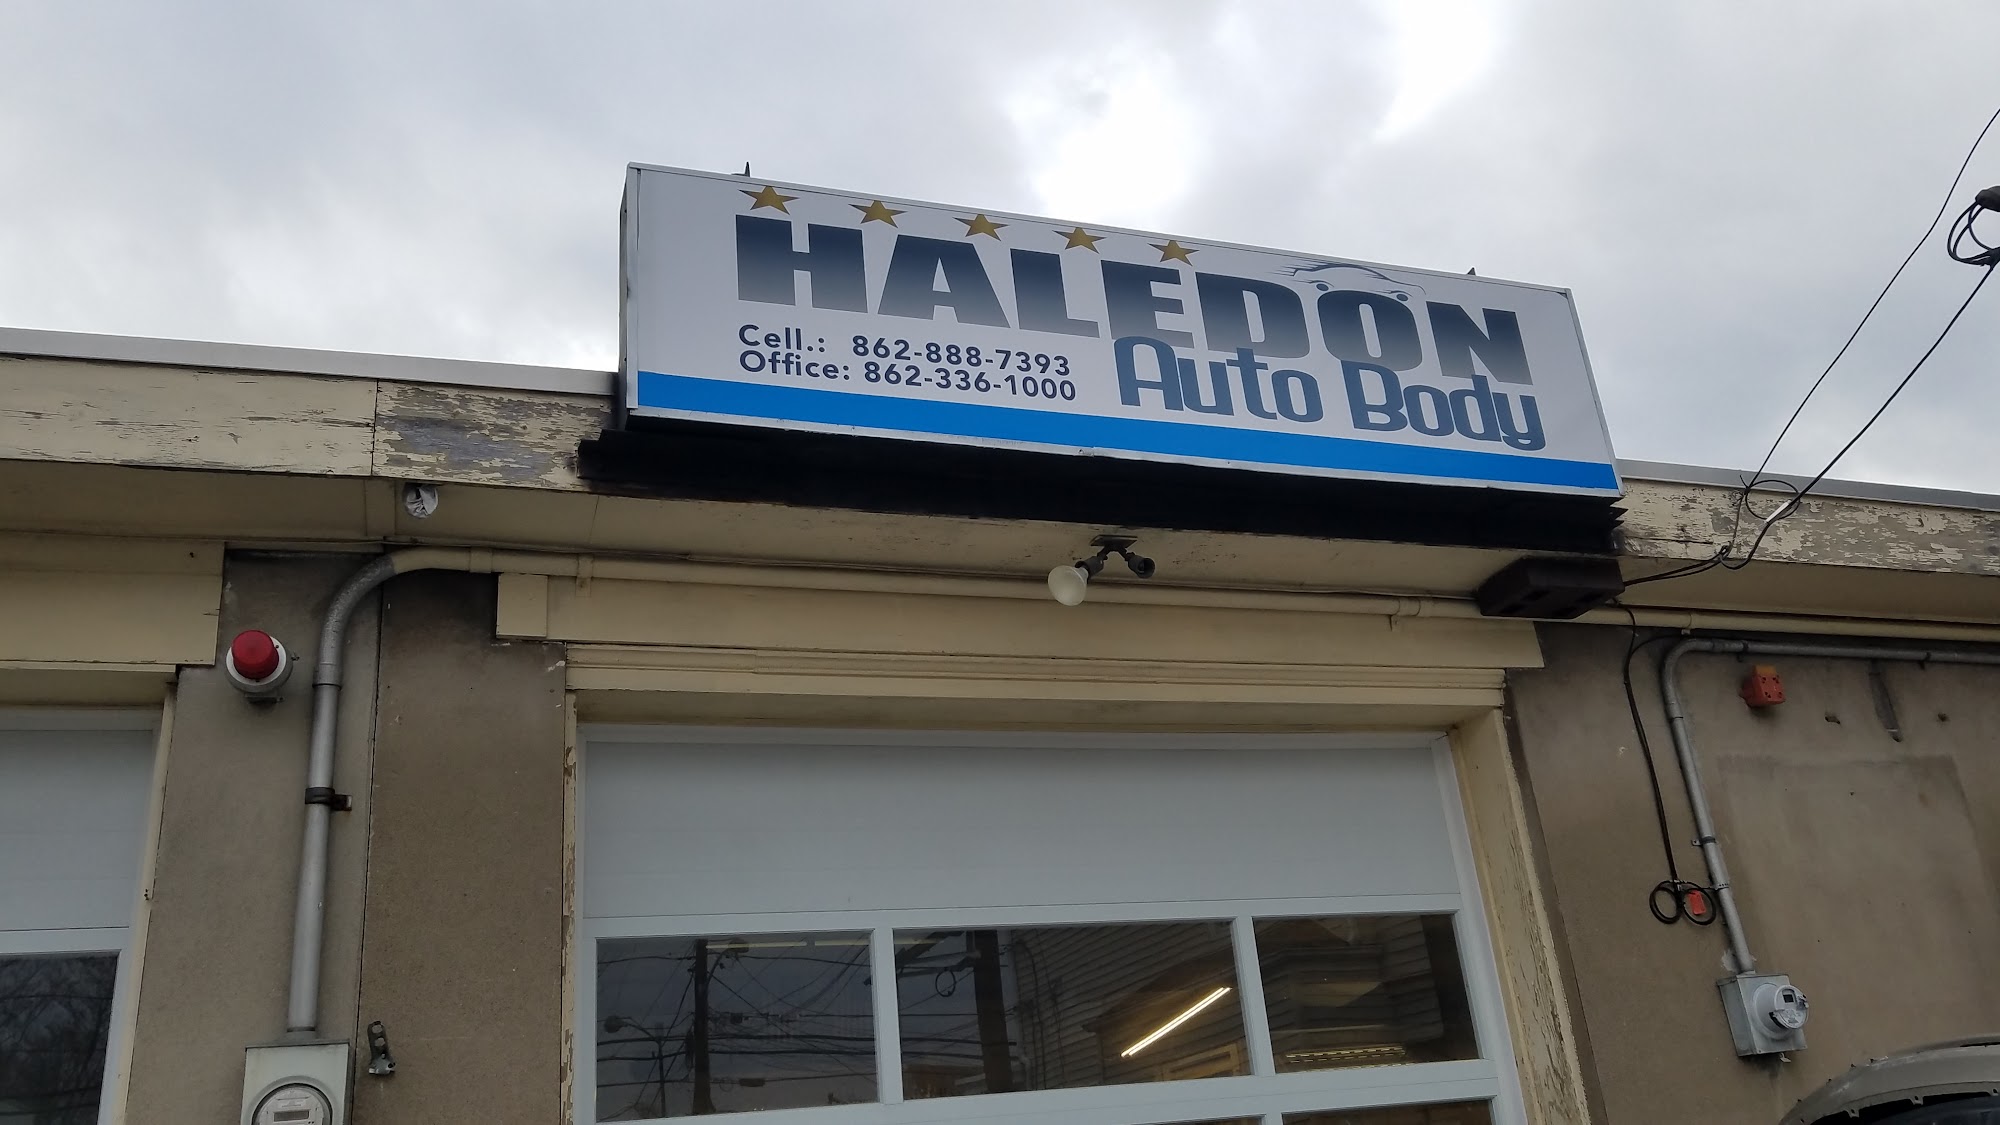 HALEDON
Auto Body
Cell.: 862-888-7393
Office: 862-336-1000